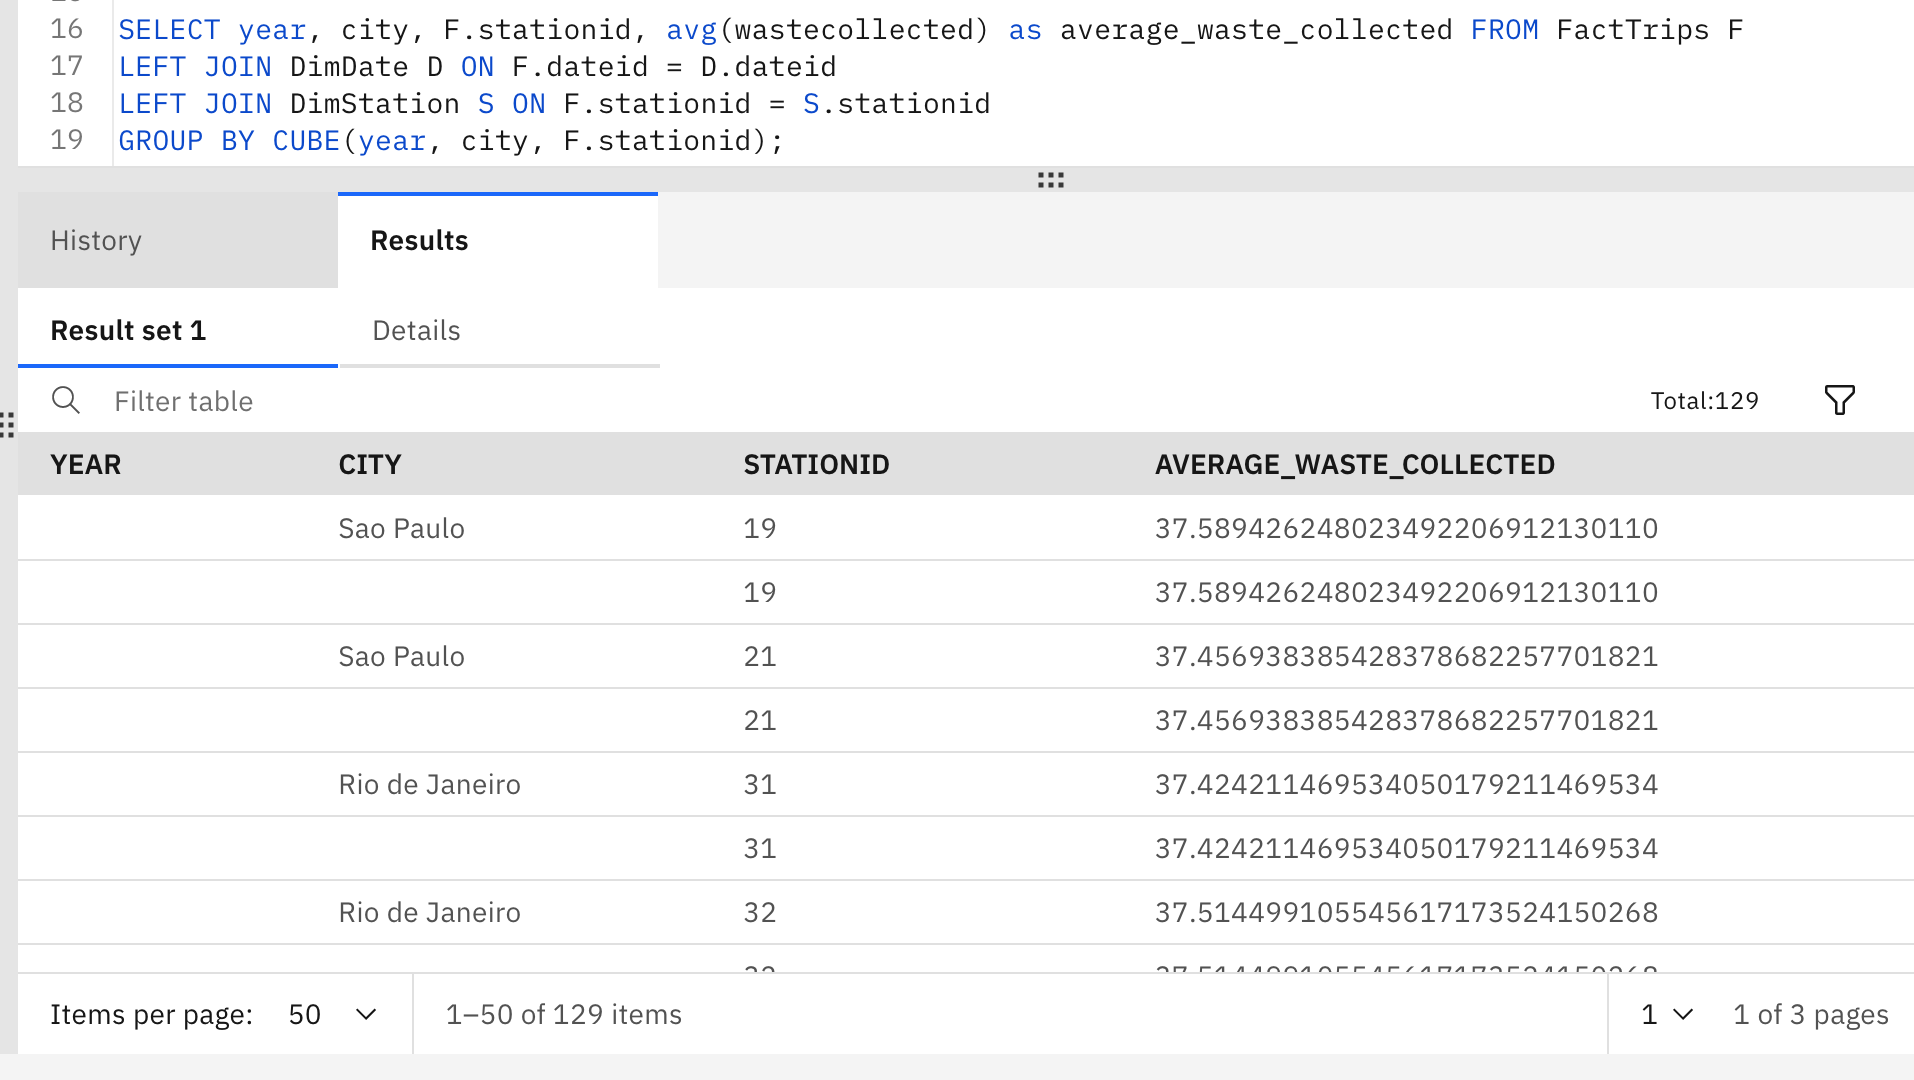 16 SELECT year, city, F.stationid, avg(wastecollected) as average_waste_collected FROM FactTrips F
17 LEFT JOIN DimDate D ON F.dateid = D.dateid
18 LEFT JOIN DimStation S ON F.stationid = S.stationid
19 GROUP BY CUBE(year, city, F.stationid);
History Results
Result set 1 Details
Filter table Total:129
YEAR CITY STATIONID AVERAGE_WASTE_COLLECTED
Sao Paulo 19 37.5894262480234922069121301​10
19 37.589426248023492206912130110
Sao Paulo 21 37.456938385428378682257701821
21 37.456938385428378682257701821
Rio de Janeiro 31 37.424211469534050179211469534
31 37.424211469534050179211469534
Rio de Janeiro 32 37.514499105545617173524150268
Items per page: 50 1–50 of 129 items 1 1 of 3 pages